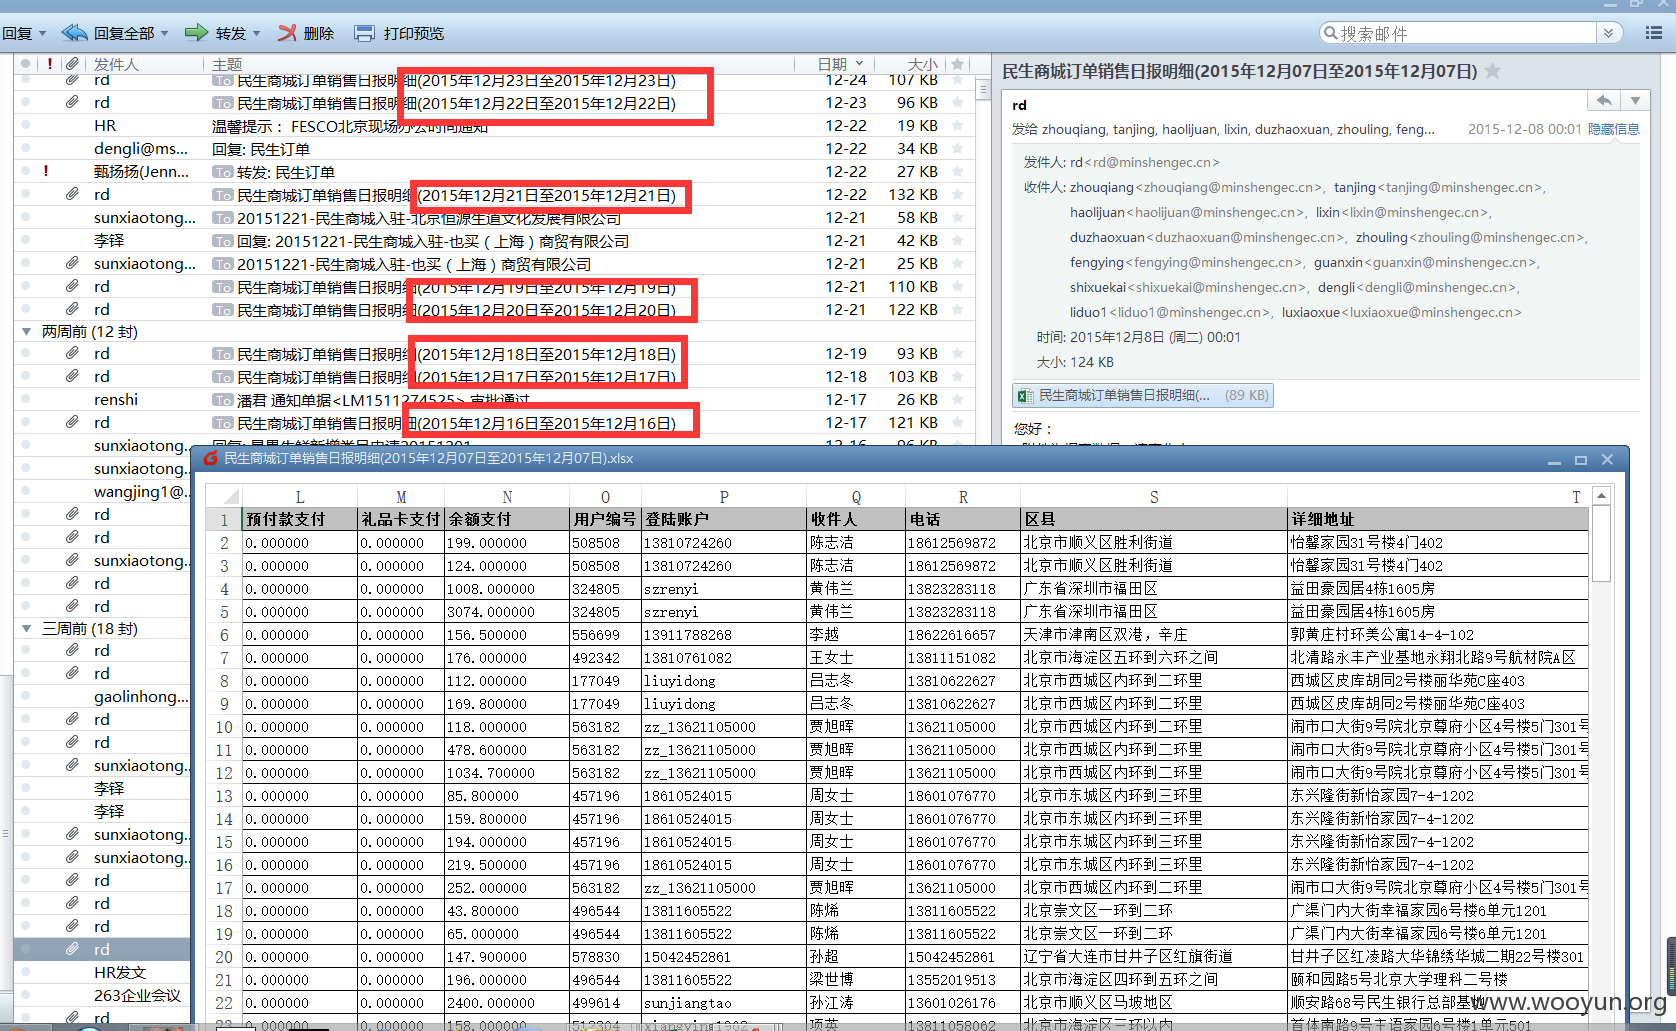 回复 回复全部 转发 删除 打印预览 搜索邮件
! 发件人 主题 日期 大小
rd To 民生商城订单销售日报明细(2015年12月23日至2015年12月23日) 12-24 107 KB
rd To 民生商城订单销售日报明细(2015年12月22日至2015年12月22日) 12-23 96 KB
HR 温馨提示： FESCO北京现场办公时间通知 12-22 19 KB
dengli@ms... 回复: 民生订单 12-22 34 KB
! 甄扬扬(Jenn... To 转发: 民生订单 12-22 27 KB
rd To 民生商城订单销售日报明细(2015年12月21日至2015年12月21日) 12-22 132 KB
sunxiaotong... To 20151221-民生商城入驻-北京恒源生道文化发展有限公司 12-21 58 KB
李铎 To 回复: 20151221-民生商城入驻-也买（上海）商贸有限公司 12-21 42 KB
sunxiaotong... To 20151221-民生商城入驻-也买（上海）商贸有限公司 12-21 25 KB
rd To 民生商城订单销售日报明细(2015年12月19日至2015年12月19日) 12-21 110 KB
rd To 民生商城订单销售日报明细(2015年12月20日至2015年12月20日) 12-21 122 KB
两周前 (12 封)
rd To 民生商城订单销售日报明细(2015年12月18日至2015年12月18日) 12-19 93 KB
rd To 民生商城订单销售日报明细(2015年12月17日至2015年12月17日) 12-18 103 KB
renshi To 潘君 通知单据<LM1511274525> 审批通过 12-17 26 KB
rd To 民生商城订单销售日报明细(2015年12月16日至2015年12月16日) 12-17 121 KB
sunxiaotong... 12-16 96 KB
sunxiaotong...
wangjing1@...
rd
rd
sunxiaotong...
rd
rd
三周前 (18 封)
rd
rd
gaolinhong...
rd
rd
sunxiaotong...
李铎
李铎
sunxiaotong...
sunxiaotong...
rd
rd
rd
rd
HR发文
263企业会议
rd
民生商城订单销售日报明细(2015年12月07日至2015年12月07日)
rd
发给 zhouqiang, tanjing, haolijuan, lixin, duzhaoxuan, zhouling, feng... 2015-12-08 00:01 隐藏信息
发件人: rd<rd@minshengec.cn>
收件人: zhouqiang<zhouqiang@minshengec.cn>, tanjing<tanjing@minshengec.cn>,
haolijuan<haolijuan@minshengec.cn>, lixin<lixin@minshengec.cn>,
duzhaoxuan<duzhaoxuan@minshengec.cn>, zhouling<zhouling@minshengec.cn>,
fengying<fengying@minshengec.cn>, guanxin<guanxin@minshengec.cn>,
shixuekai<shixuekai@minshengec.cn>, dengli<dengli@minshengec.cn>,
liduo1<liduo1@minshengec.cn>, luxiaoxue<luxiaoxue@minshengec.cn>
时间: 2015年12月8日 (周二) 00:01
大小: 124 KB
民生商城订单销售日报明细(... (89 KB)
您好：
民生商城订单销售日报明细(2015年12月07日至2015年12月07日).xlsx
L M N O P Q R S T
1 预付款支付 礼品卡支付 余额支付 用户编号 登陆账户 收件人 电话 区县 详细地址
2 0.000000 0.000000 199.000000 508508 13810724260 陈志洁 18612569872 北京市顺义区胜利街道 怡馨家园31号楼4门402
3 0.000000 0.000000 124.000000 508508 13810724260 陈志洁 18612569872 北京市顺义区胜利街道 怡馨家园31号楼4门402
4 0.000000 0.000000 1008.000000 324805 szrenyi 黄伟兰 13823283118 广东省深圳市福田区 益田豪园居4栋1605房
5 0.000000 0.000000 3074.000000 324805 szrenyi 黄伟兰 13823283118 广东省深圳市福田区 益田豪园居4栋1605房
6 0.000000 0.000000 156.500000 556699 13911788268 李越 18622616657 天津市津南区双港，辛庄 郭黄庄村环美公寓14-4-102
7 0.000000 0.000000 176.000000 492342 13810761082 王女士 13811151082 北京市海淀区五环到六环之间 北清路永丰产业基地永翔北路9号航材院A区
8 0.000000 0.000000 112.000000 177049 liuyidong 吕志冬 13810622627 北京市西城区内环到二环里 西城区皮库胡同2号楼丽华苑C座403
9 0.000000 0.000000 169.800000 177049 liuyidong 吕志冬 13810622627 北京市西城区内环到二环里 西城区皮库胡同2号楼丽华苑C座403
10 0.000000 0.000000 118.000000 563182 zz_13621105000 贾旭晖 13621105000 北京市西城区内环到二环里 闹市口大街9号院北京尊府小区4号楼5门301号
11 0.000000 0.000000 478.600000 563182 zz_13621105000 贾旭晖 13621105000 北京市西城区内环到二环里 闹市口大街9号院北京尊府小区4号楼5门301号
12 0.000000 0.000000 1034.700000 563182 zz_13621105000 贾旭晖 13621105000 北京市西城区内环到二环里 闹市口大街9号院北京尊府小区4号楼5门301号
13 0.000000 0.000000 85.800000 457196 18610524015 周女士 18601076770 北京市东城区内环到三环里 东兴隆街新怡家园7-4-1202
14 0.000000 0.000000 159.800000 457196 18610524015 周女士 18601076770 北京市东城区内环到三环里 东兴隆街新怡家园7-4-1202
15 0.000000 0.000000 194.000000 457196 18610524015 周女士 18601076770 北京市东城区内环到三环里 东兴隆街新怡家园7-4-1202
16 0.000000 0.000000 219.500000 457196 18610524015 周女士 18601076770 北京市东城区内环到三环里 东兴隆街新怡家园7-4-1202
17 0.000000 0.000000 252.000000 563182 zz_13621105000 贾旭晖 13621105000 北京市西城区内环到二环里 闹市口大街9号院北京尊府小区4号楼5门301号
18 0.000000 0.000000 43.800000 496544 13811605522 陈烯 13811605522 北京崇文区一环到二环 广渠门内大街幸福家园6号楼6单元1201
19 0.000000 0.000000 65.000000 496544 13811605522 陈烯 13811605522 北京崇文区一环到二环 广渠门内大街幸福家园6号楼6单元1201
20 0.000000 0.000000 147.900000 578830 15042452861 孙超 15042452861 辽宁省大连市甘井子区红旗街道 甘井子区红凌路大华锦绣华城二期22号楼301
21 0.000000 0.000000 196.000000 496544 13811605522 梁世博 13552019513 北京市海淀区四环到五环之间 颐和园路5号北京大学理科二号楼
22 0.000000 0.000000 2400.000000 499614 sunjiangtao 孙江涛 13601026176 北京市顺义区马坡地区 顺安路68号民生银行总部基地
23 0.000000 0.000000 158.000000 513804 xiangying1902 项英 13810581501 北京市西城区三环以内 首体南路9号主语家园6号楼1单元501
www.wooyun.org